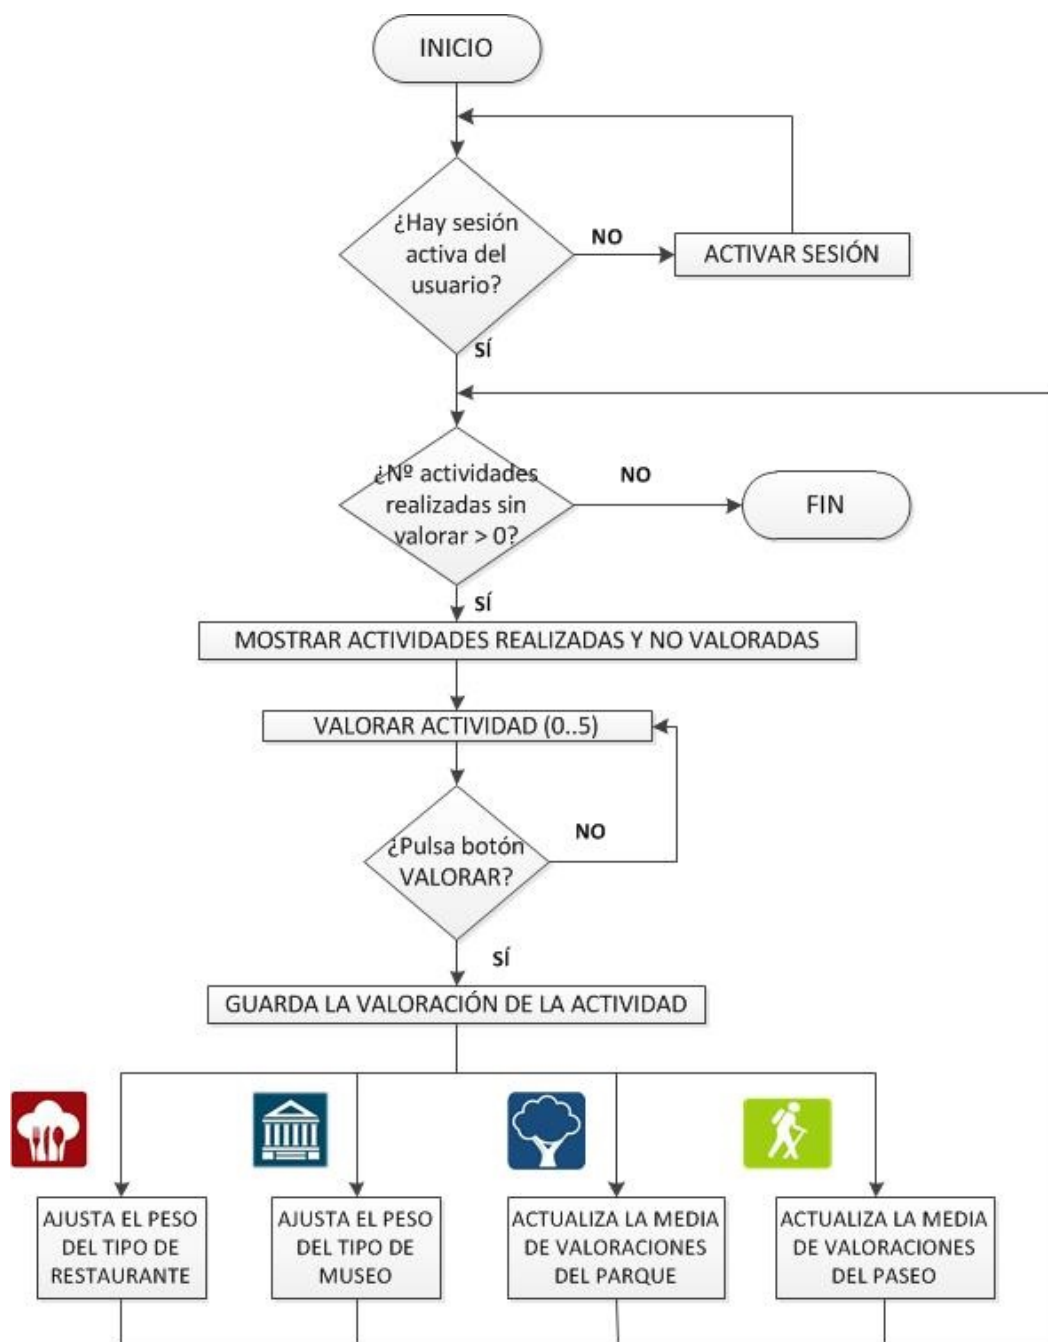 INICIO
¿Hay sesión
activa del
usuario?
NO
ACTIVAR SESIÓN
SÍ
¿Nº actividades
realizadas sin
valorar > 0?
NO
FIN
SÍ
MOSTRAR ACTIVIDADES REALIZADAS Y NO VALORADAS
VALORAR ACTIVIDAD (0..5)
¿Pulsa botón
VALORAR?
NO
SÍ
GUARDA LA VALORACIÓN DE LA ACTIVIDAD
AJUSTA EL PESO
DEL TIPO DE
RESTAURANTE
AJUSTA EL PESO
DEL TIPO DE
MUSEO
ACTUALIZA LA MEDIA
DE VALORACIONES
DEL PARQUE
ACTUALIZA LA MEDIA
DE VALORACIONES
DEL PASEO